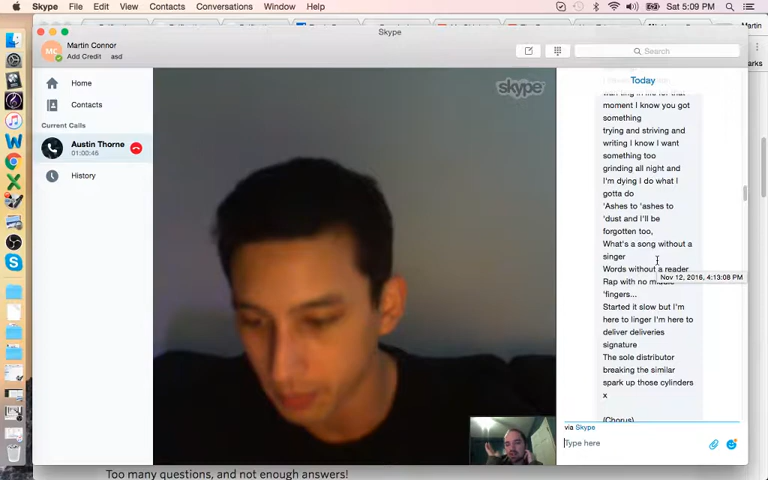 Skype File Edit View Contacts Conversations Window Help
Sat 5:09 PM
Skype
Martin Connor
Add Credit asd
MC
Search
Martin
Home
Contacts
Current Calls
Austin Thorne
01:00:46
History
skype
Today
moment I know you got
something
trying and striving and
writing I know I want
something too
grinding all night and
I'm dying I do what I
gotta do
'Ashes to 'ashes to
'dust and I'll be
forgotten too,
What's a song without a
singer
Words without a reader
Nov 12, 2016, 4:13:08 PM
Rap with no middle
'fingers...
Started it slow but I'm
here to linger I'm here to
deliver deliveries
signature
The sole distributor
breaking the similar
spark up those cylinders
x
(Chorus)
via Skype
Type here
Too many questions, and not enough answers!